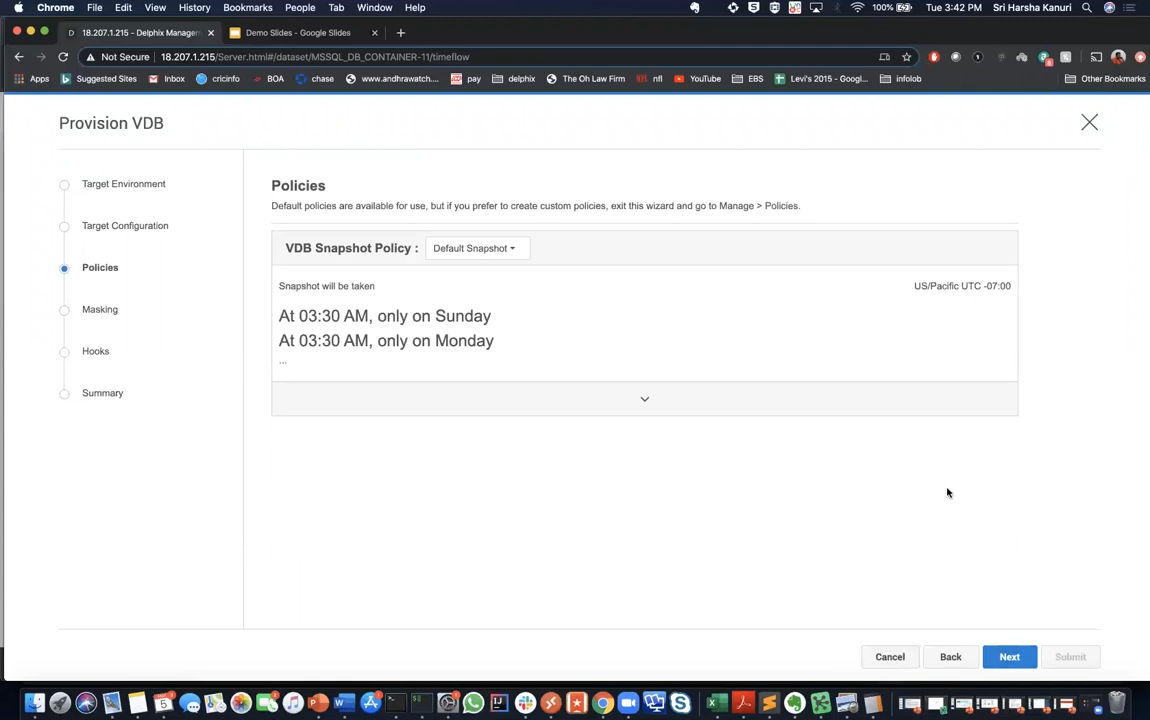 Chrome File Edit View History Bookmarks People Tab Window Help 100% Tue 3:42 PM Sri Harsha Kanuri
D 18.207.1.215 - Delphix Managem Demo Slides - Google Slides
Not Secure 18.207.1.215/Server.html#/dataset/MSSQL_DB_CONTAINER-11/timeflow
Apps Suggested Sites Inbox cricinfo BOA chase www.andhrawatch.... pay delphix The Oh Law Firm nfl YouTube EBS Levi's 2015 - Googl... infolob Other Bookmarks
Provision VDB
Target Environment
Target Configuration
Policies
Masking
Hooks
Summary
Policies
Default policies are available for use, but if you prefer to create custom policies, exit this wizard and go to Manage > Policies.
VDB Snapshot Policy : Default Snapshot
Snapshot will be taken US/Pacific UTC -07:00
At 03:30 AM, only on Sunday
At 03:30 AM, only on Monday
...
Cancel Back Next Submit